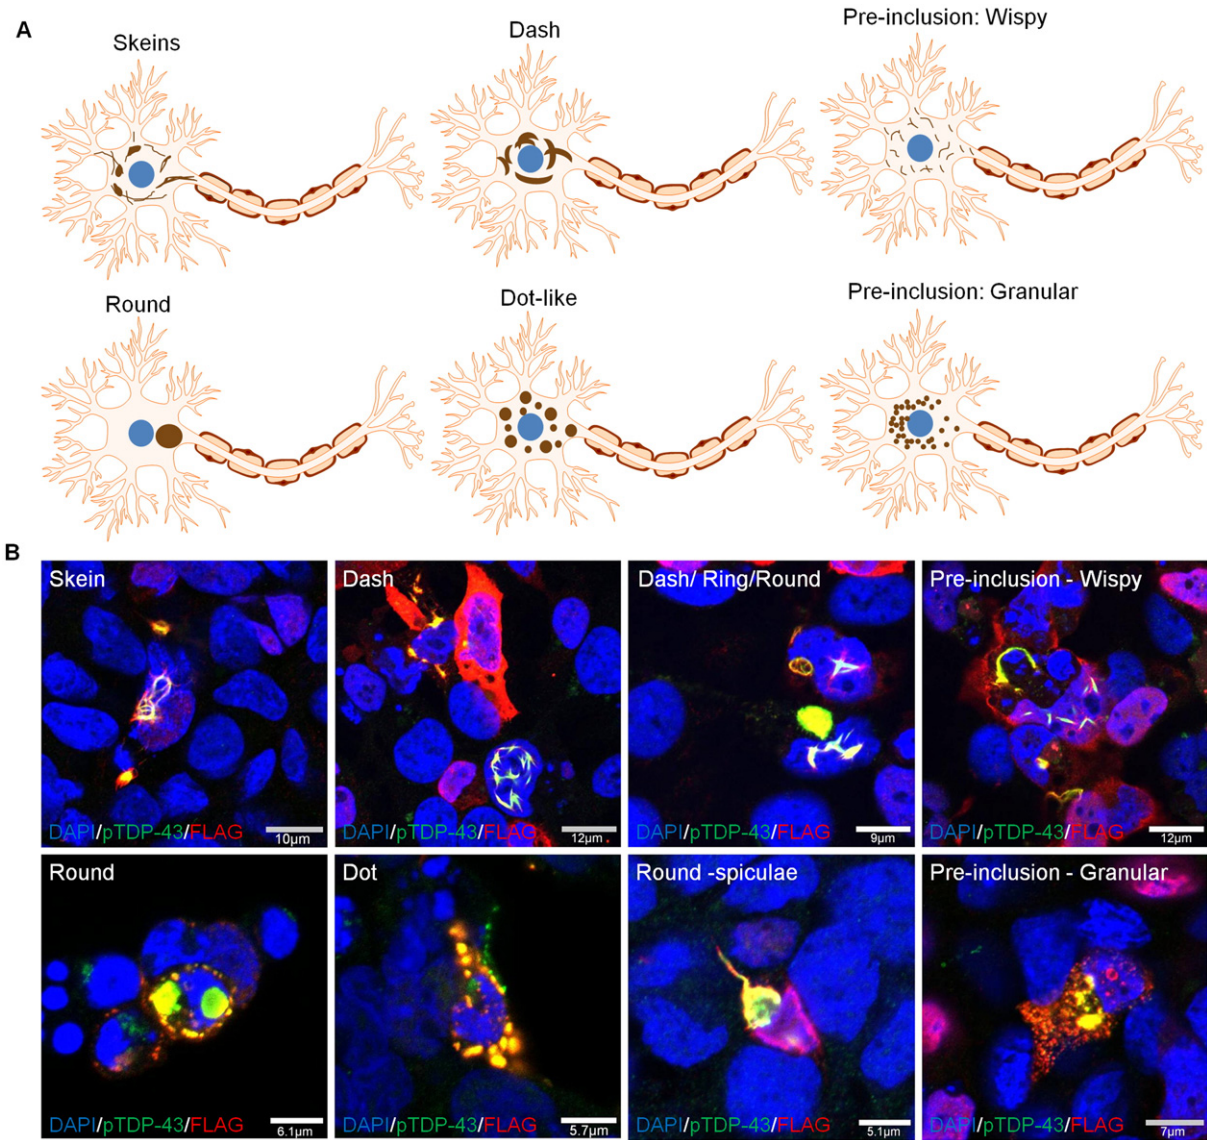 A
Skeins
Dash
Pre-inclusion: Wispy
Round
Dot-like
Pre-inclusion: Granular
B
Skein
DAPI/pTDP-43/FLAG
10µm
Dash
DAPI/pTDP-43/FLAG
12µm
Dash/ Ring/Round
DAPI/pTDP-43/FLAG
9µm
Pre-inclusion - Wispy
DAPI/pTDP-43/FLAG
12µm
Round
DAPI/pTDP-43/FLAG
6.1µm
Dot
DAPI/pTDP-43/FLAG
5.7µm
Round -spiculae
DAPI/pTDP-43/FLAG
5.1µm
Pre-inclusion - Granular
DAPI/pTDP-43/FLAG
7µm